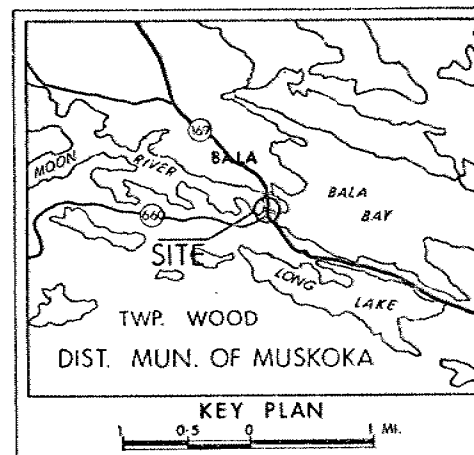 169
BALA
MOON RIVER
BALA
BAY
660
SITE
LONG
LAKE
TWP. WOOD
DIST. MUN. OF MUSKOKA
KEY PLAN
1 0·5 0 1 MI.